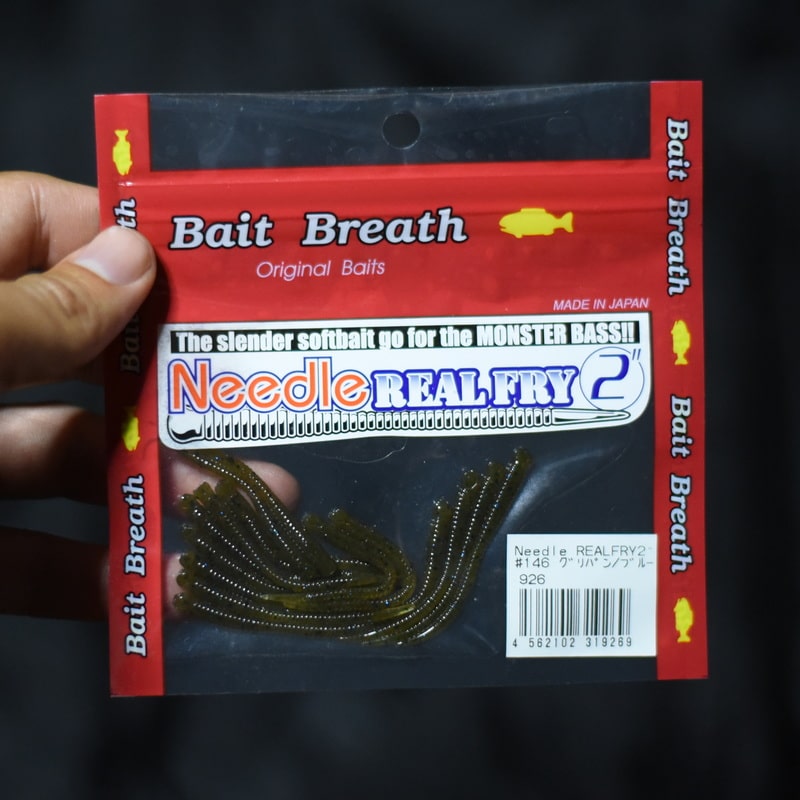 Bait Breath
Original Baits
MADE IN JAPAN
The slender softbait go for the MONSTER BASS!!
Needle REAL FRY 2"
Needle REALFRY2"
#146 グリパン/ブルー
926
4 562102 319269
Bait Breath
Bait Breath
Bait Breath
Bait Breath